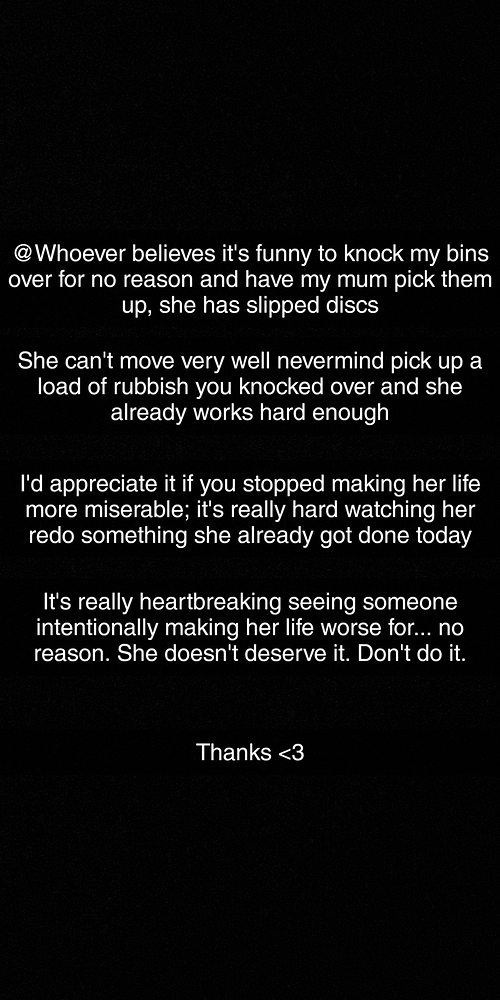 @Whoever believes it's funny to knock my bins
over for no reason and have my mum pick them
up, she has slipped discs
She can't move very well nevermind pick up a
load of rubbish you knocked over and she
already works hard enough
I'd appreciate it if you stopped making her life
more miserable; it's really hard watching her
redo something she already got done today
It's really heartbreaking seeing someone
intentionally making her life worse for... no
reason. She doesn't deserve it. Don't do it.
Thanks <3